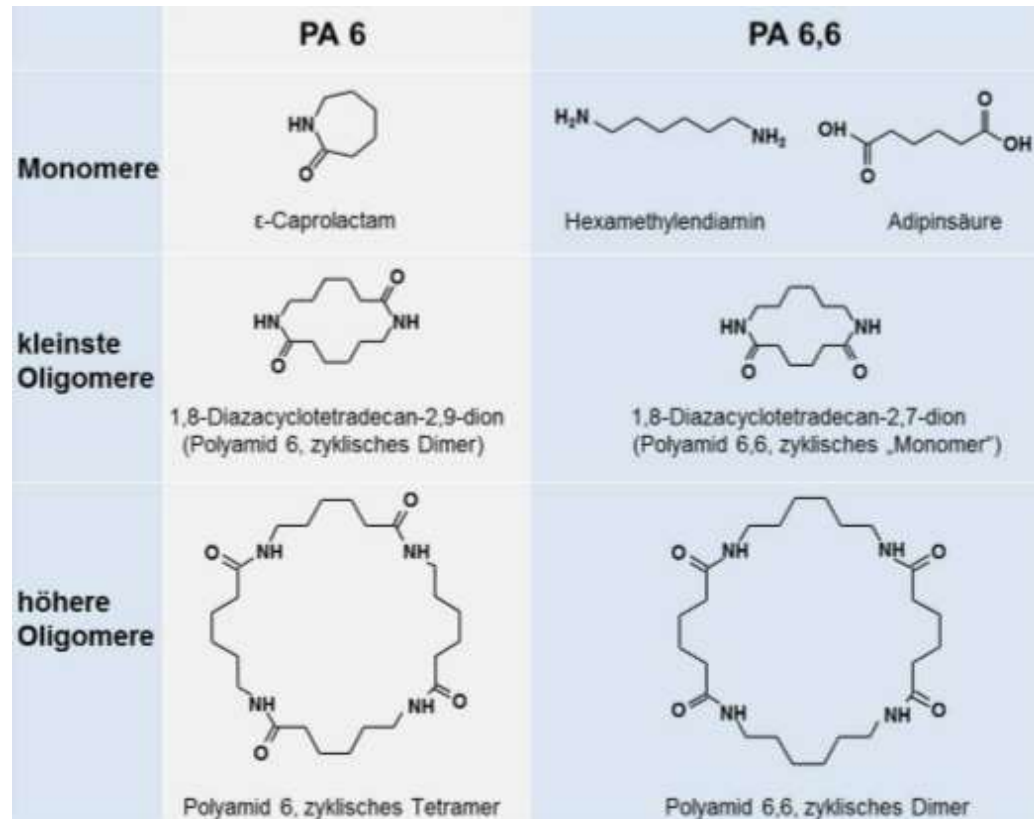 PA 6
PA 6,6
Monomere
HN
O
ε-Caprolactam
H₂N
NH₂
Hexamethylendiamin
O
OH
OH
O
Adipinsäure
kleinste
Oligomere
O
HN
NH
O
1,8-Diazacyclotetradecan-2,9-dion
(Polyamid 6, zyklisches Dimer)
HN
NH
O
O
1,8-Diazacyclotetradecan-2,7-dion
(Polyamid 6,6, zyklisches „Monomer“)
höhere
Oligomere
O
O
NH
NH
NH
NH
O
O
Polyamid 6, zyklisches Tetramer
O
NH
NH
O
O
NH
NH
O
Polyamid 6,6, zyklisches Dimer